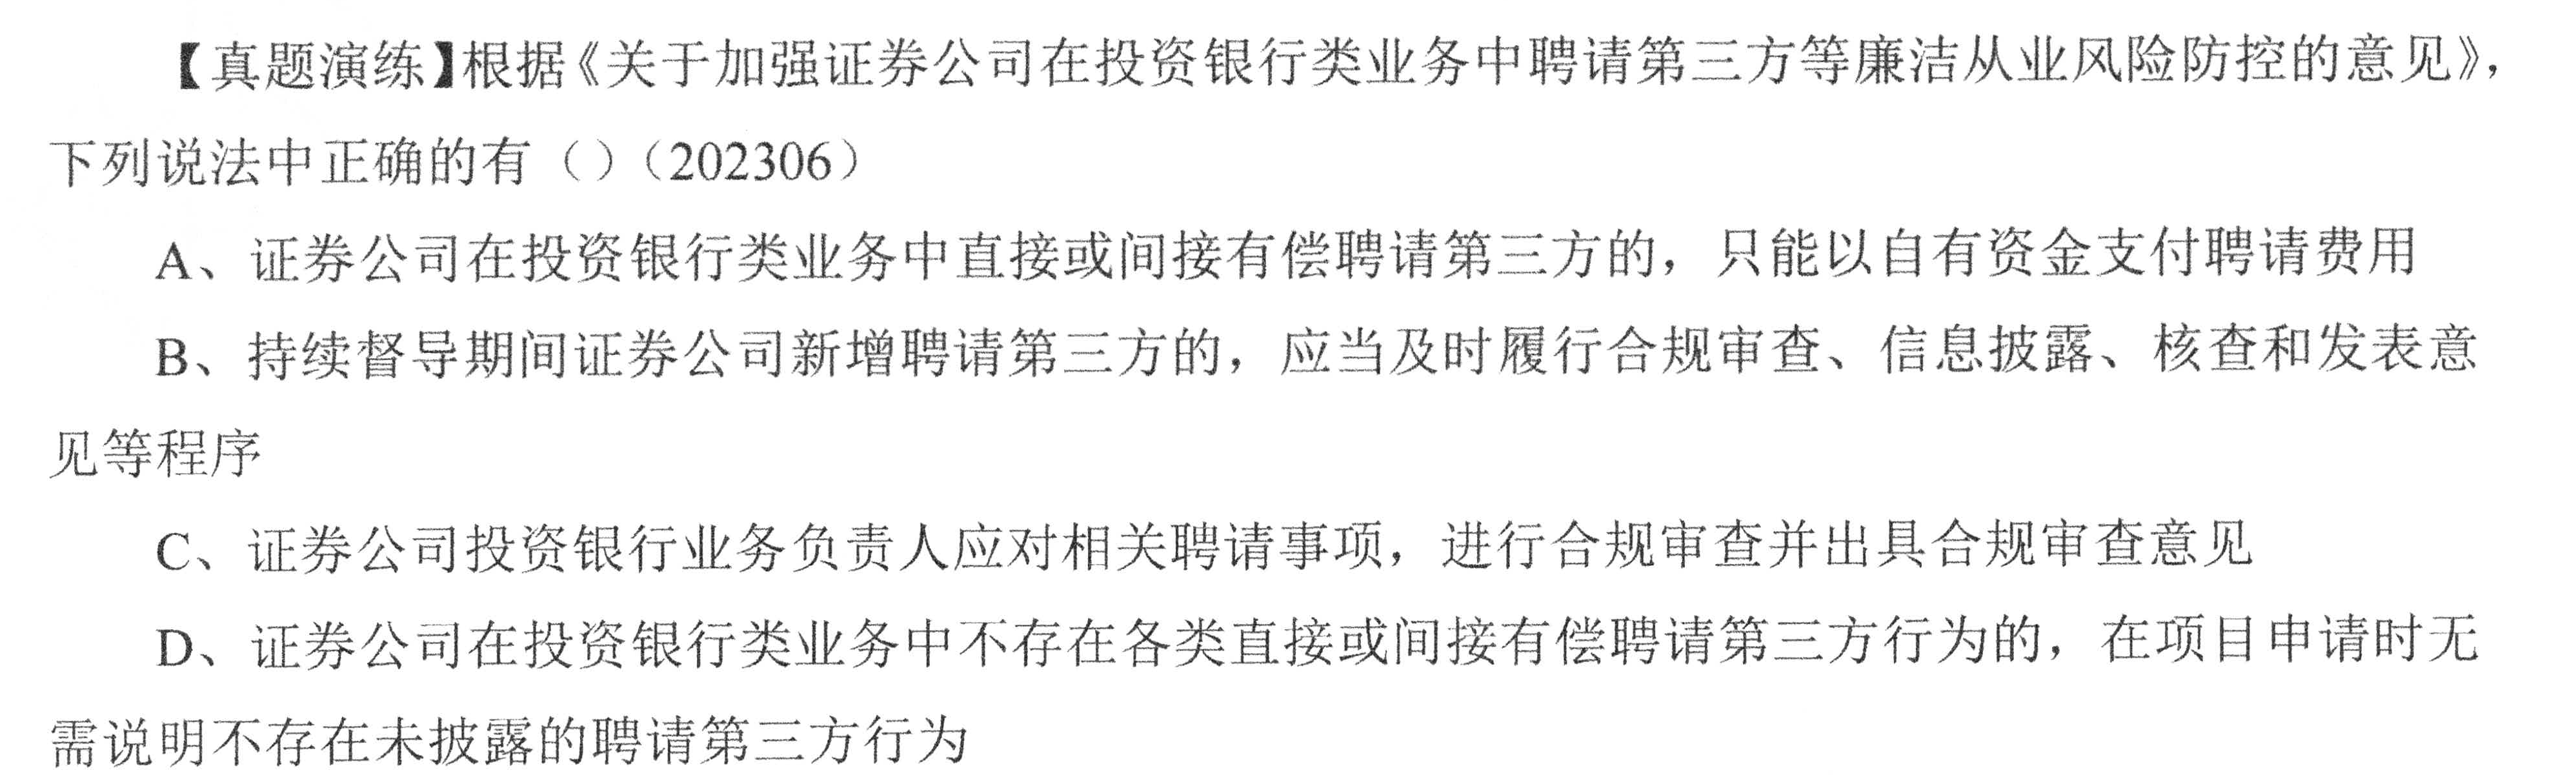 【真题演练】根据《关于加强证券公司在投资银行类业务中聘请第三方等廉洁从业风险防控的意见》，
下列说法中正确的有（）（202306）
A、证券公司在投资银行类业务中直接或间接有偿聘请第三方的，只能以自有资金支付聘请费用
B、持续督导期间证券公司新增聘请第三方的，应当及时履行合规审查、信息披露、核查和发表意
见等程序
C、证券公司投资银行业务负责人应对相关聘请事项，进行合规审查并出具合规审查意见
D、证券公司在投资银行类业务中不存在各类直接或间接有偿聘请第三方行为的，在项目申请时无
需说明不存在未披露的聘请第三方行为